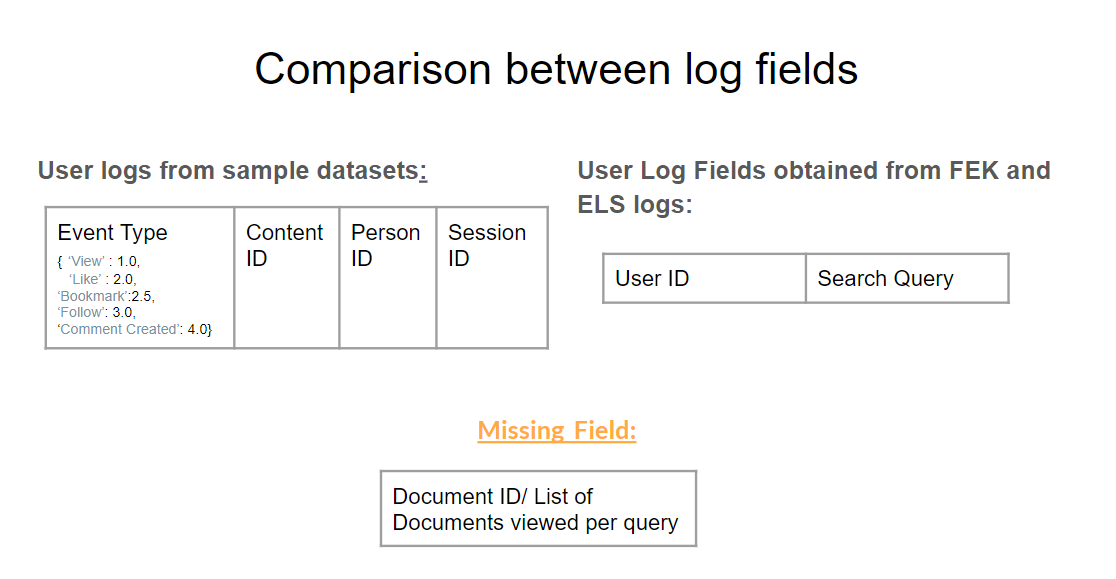 Comparison between log fields
User logs from sample datasets:
Event Type
{ ‘View’ : 1.0,
‘Like’ : 2.0,
‘Bookmark’:2.5,
‘Follow’: 3.0,
‘Comment Created’: 4.0}
Content
ID
Person
ID
Session
ID
User Log Fields obtained from FEK and
ELS logs:
User ID
Search Query
Missing Field:
Document ID/ List of
Documents viewed per query